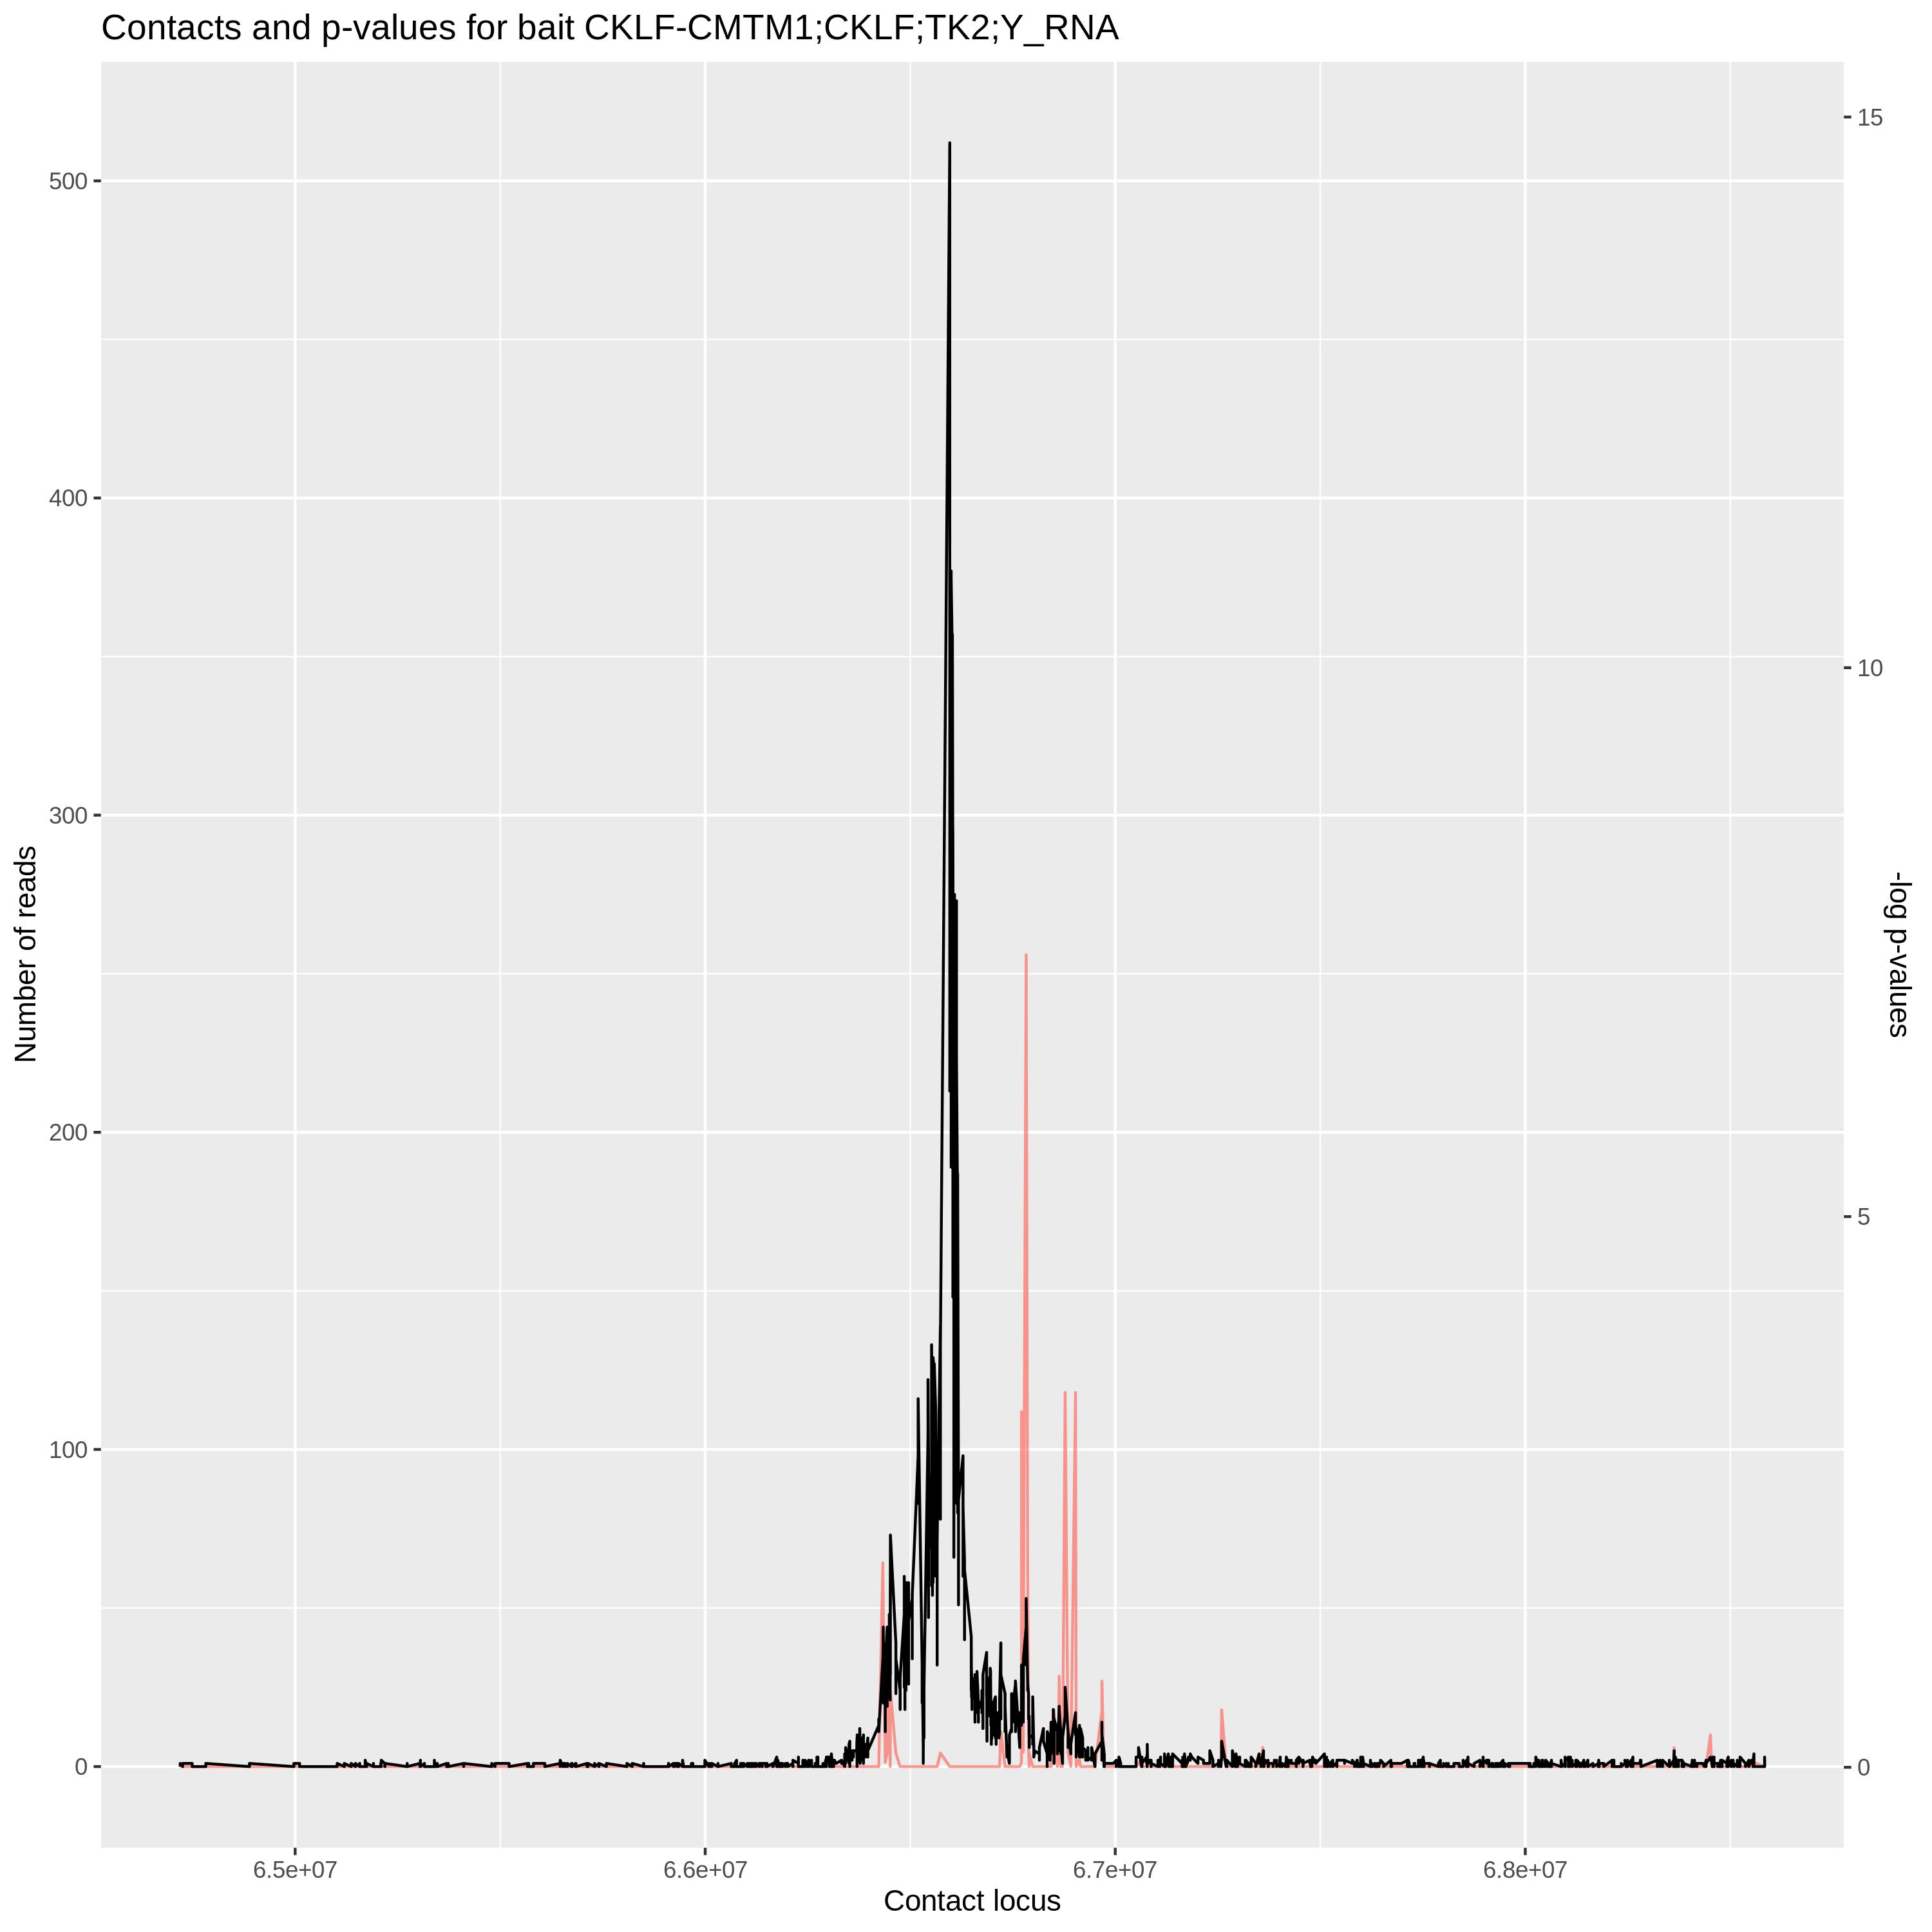 Contacts and p-values for bait CKLF-CMTM1;CKLF;TK2;Y_RNA
Number of reads
500
400
300
200
100
0
15
10
5
0
-log p-values
6.5e+07 6.6e+07 6.7e+07 6.8e+07
Contact locus